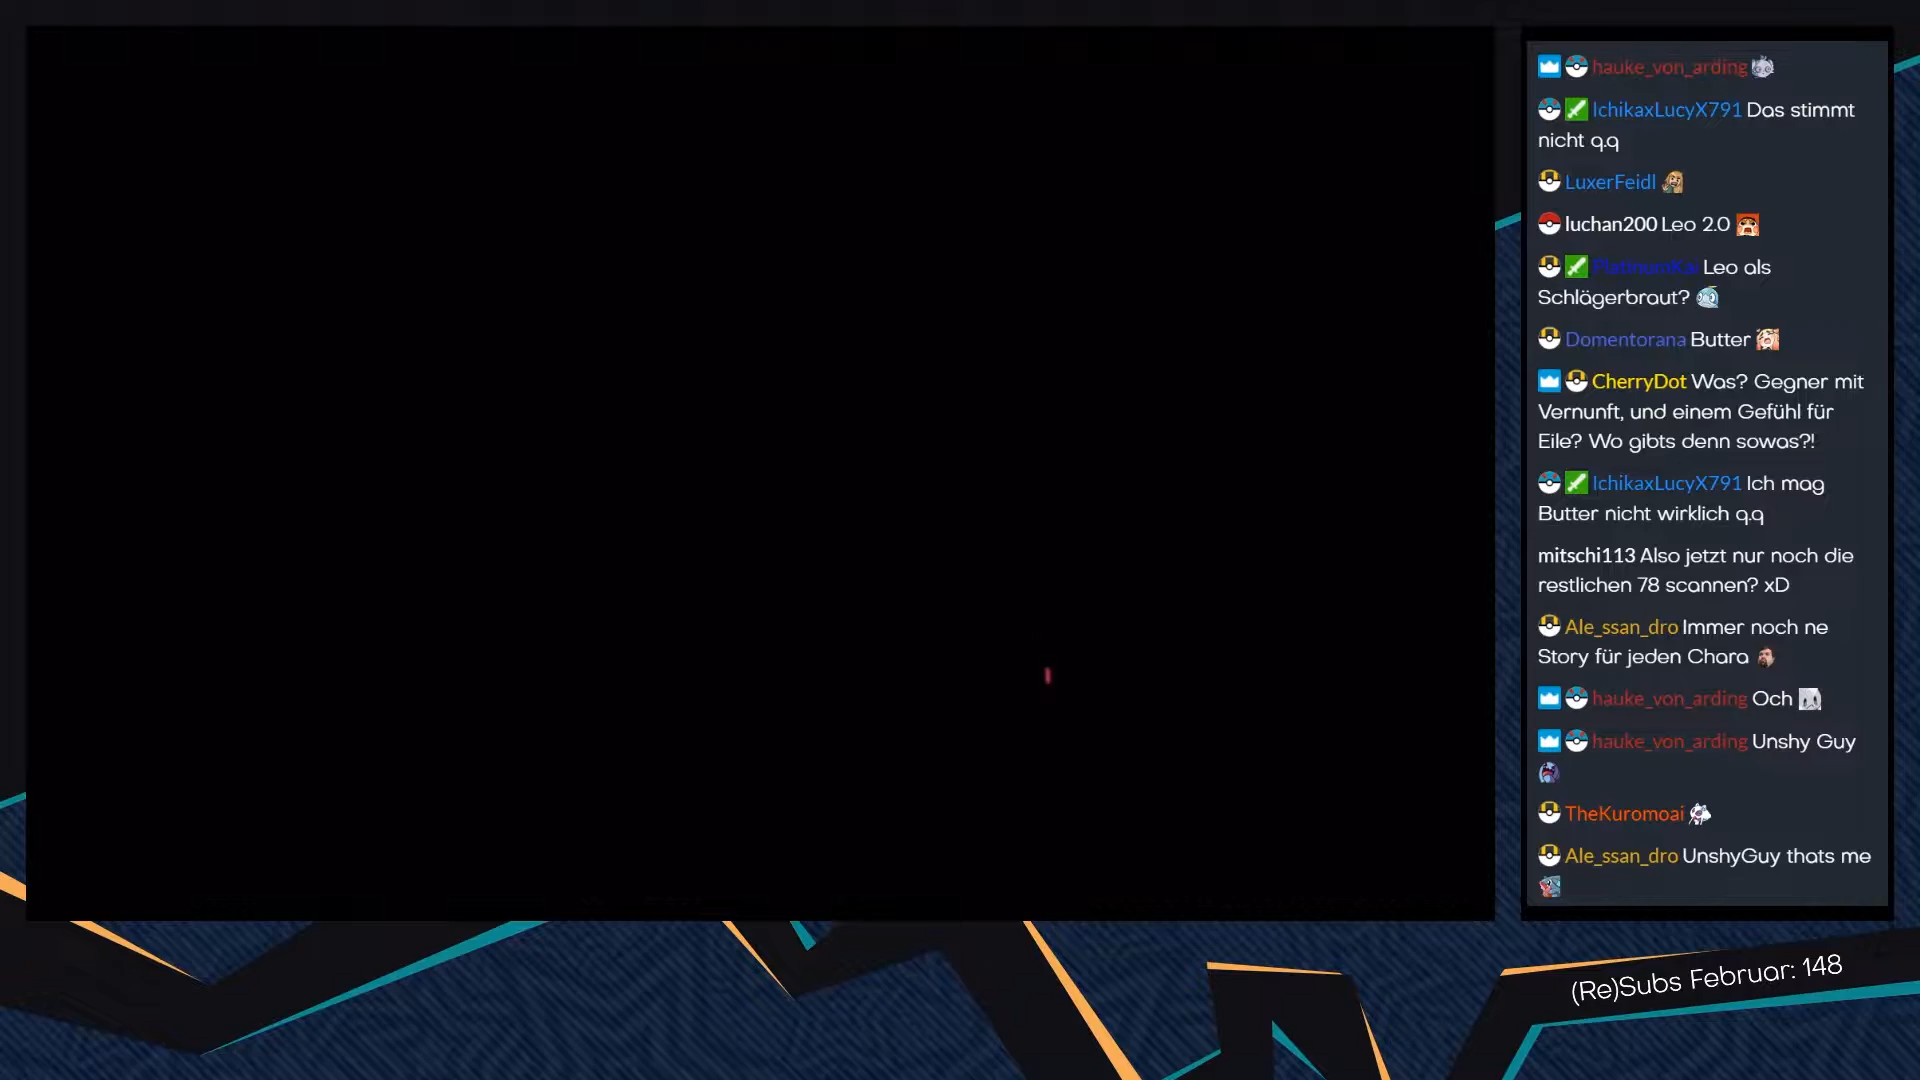 hauke_von_arding
IchikaxLucyX791 Das stimmt
nicht q.q
LuxerFeidl
luchan200 Leo 2.0
PlatinumKai Leo als
Schlägerbraut?
Domentorana Butter
CherryDot Was? Gegner mit
Vernunft, und einem Gefühl für
Eile? Wo gibts denn sowas?!
IchikaxLucyX791 Ich mag
Butter nicht wirklich q.q
mitschi113 Also jetzt nur noch die
restlichen 78 scannen? xD
Ale_ssan_dro Immer noch ne
Story für jeden Chara
hauke_von_arding Och
hauke_von_arding Unshy Guy
TheKuromoai
Ale_ssan_dro UnshyGuy thats me
(Re)Subs Februar: 148